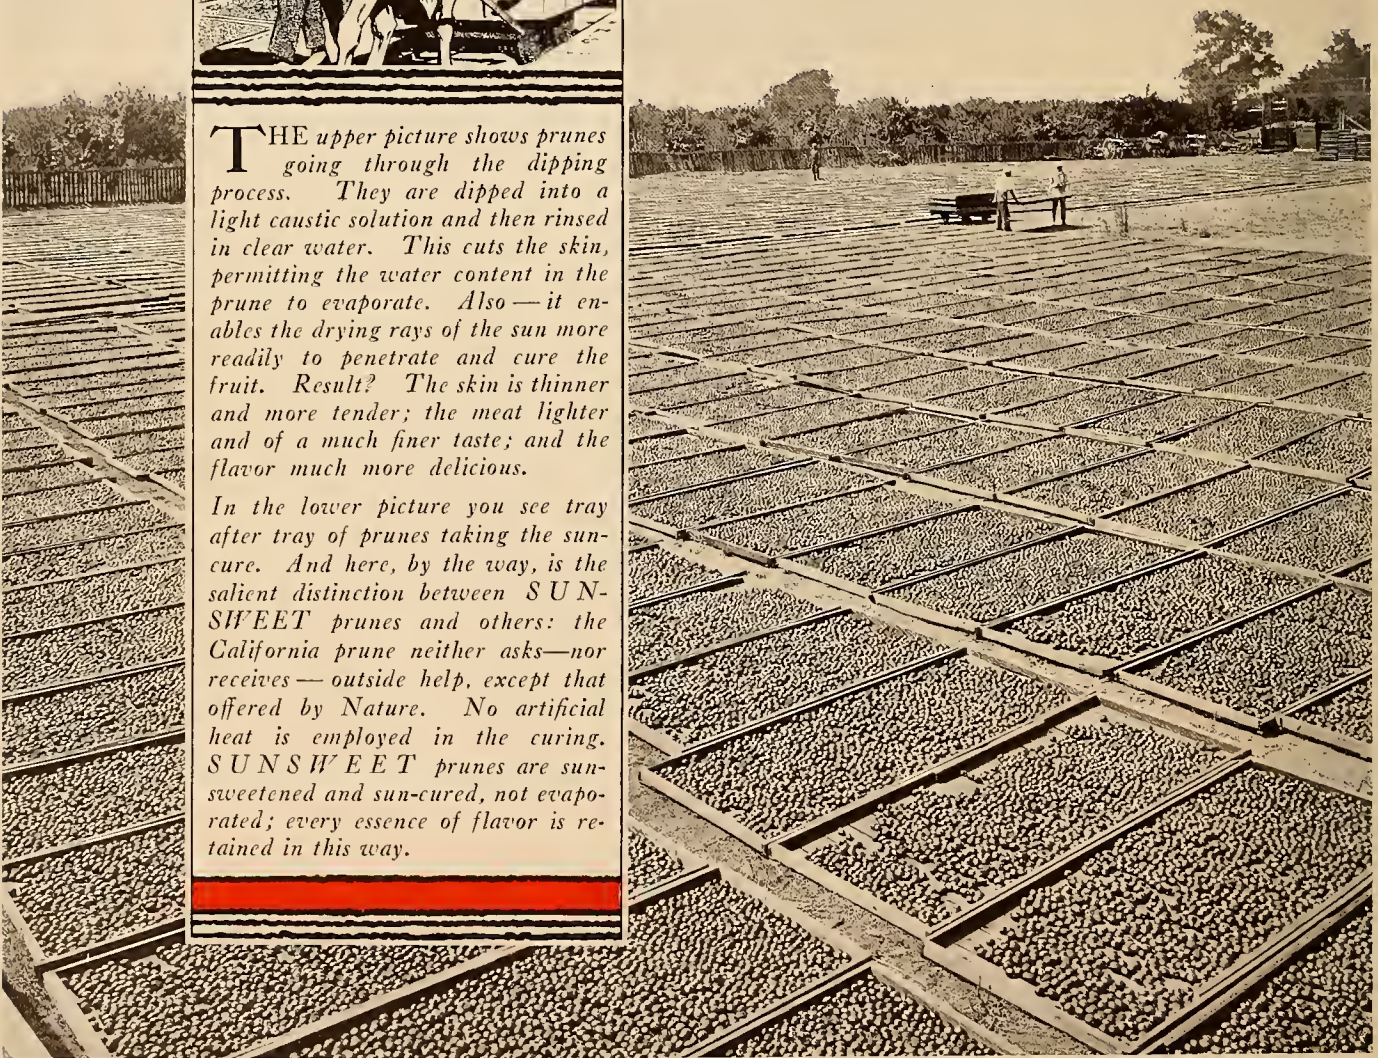 THE upper picture shows prunes
going through the dipping
process. They are dipped into a
light caustic solution and then rinsed
in clear water. This cuts the skin,
permitting the water content in the
prune to evaporate. Also — it en-
ables the drying rays of the sun more
readily to penetrate and cure the
fruit. Result? The skin is thinner
and more tender; the meat lighter
and of a much finer taste; and the
flavor much more delicious.
In the lower picture you see tray
after tray of prunes taking the sun-
cure. And here, by the way, is the
salient distinction between SUN-
SWEET prunes and others: the
California prune neither asks—nor
receives — outside help, except that
offered by Nature. No artificial
heat is employed in the curing.
SUNSWEET prunes are sun-
sweetened and sun-cured, not evapo-
rated; every essence of flavor is re-
tained in this way.